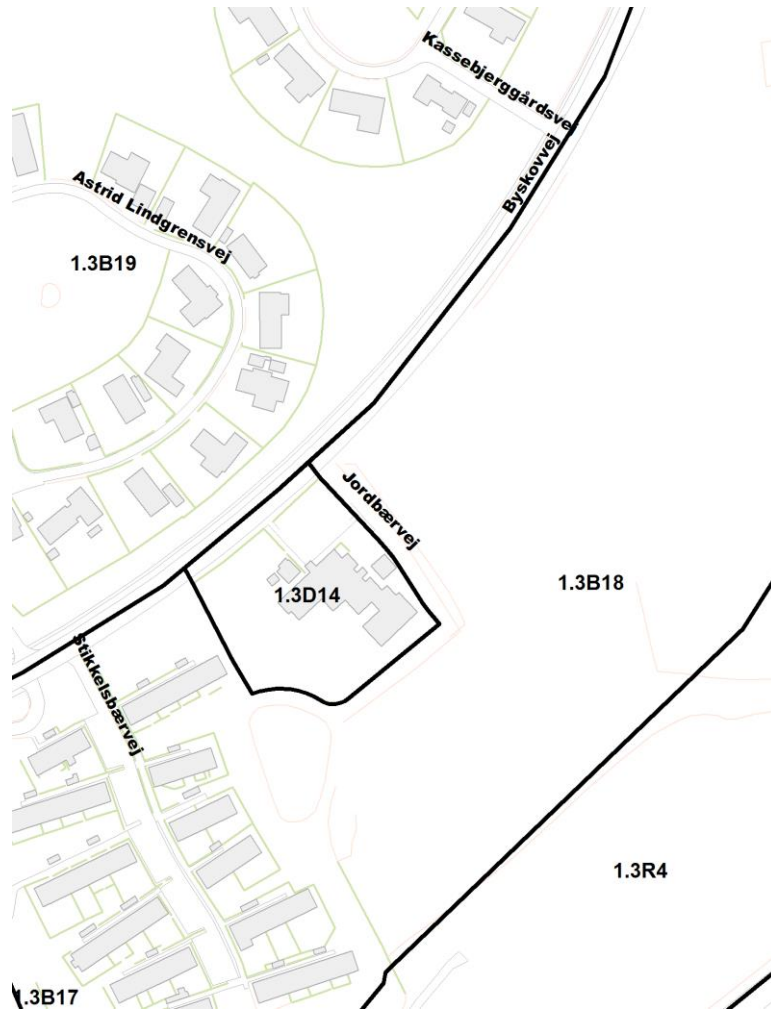 Kassebjerggårdsvej
Byskovvej
Astrid Lindgrensvej
1.3B19
Jordbærvej
1.3D14
1.3B18
Stikkelsbærvej
1.3R4
1.3B17